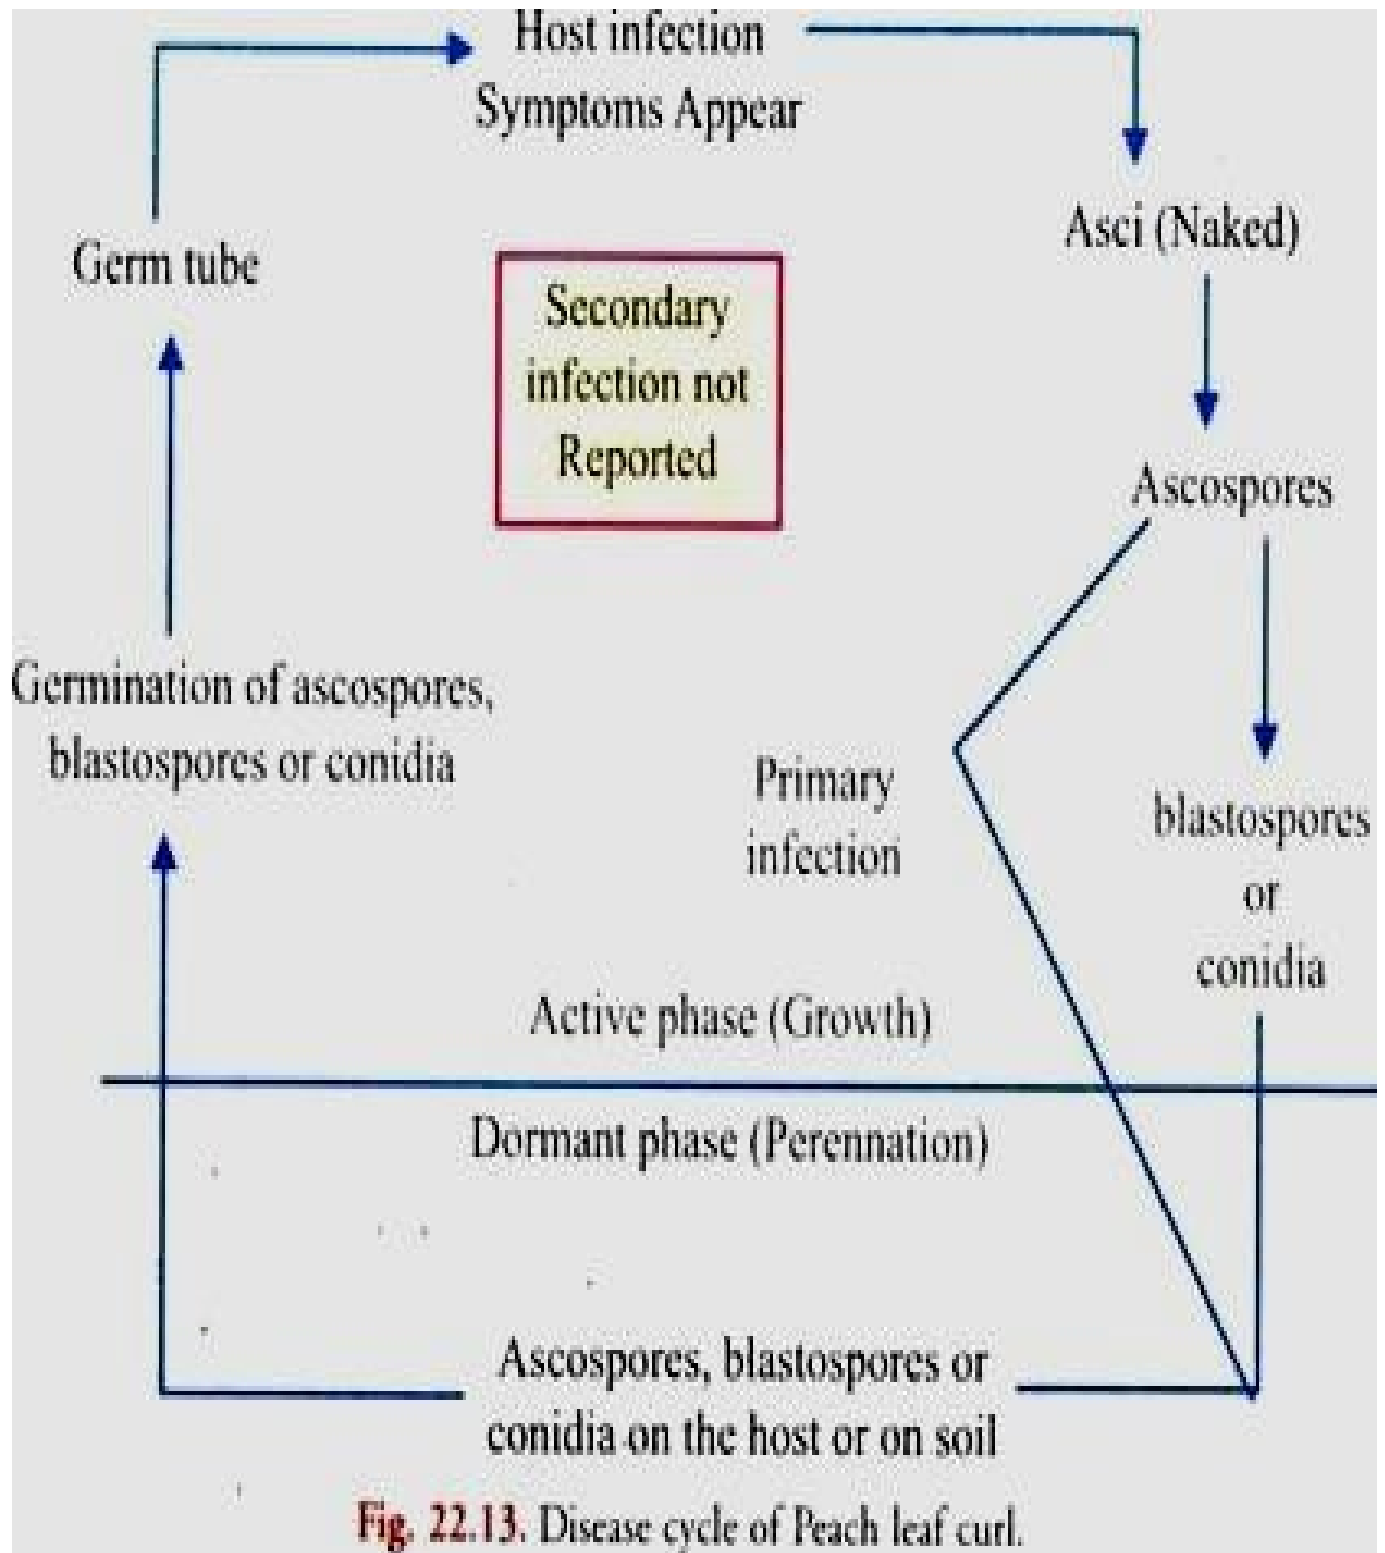 Host infection
Symptoms Appear
Asci (Naked)
Germ tube
Secondary
infection not
Reported
Ascospores
Germination of ascospores,
blastospores or conidia
Primary
infection
blastospores
or
conidia
Active phase (Growth)
Dormant phase (Perennation)
Ascospores, blastospores or
conidia on the host or on soil
Fig. 22.13. Disease cycle of Peach leaf curl.